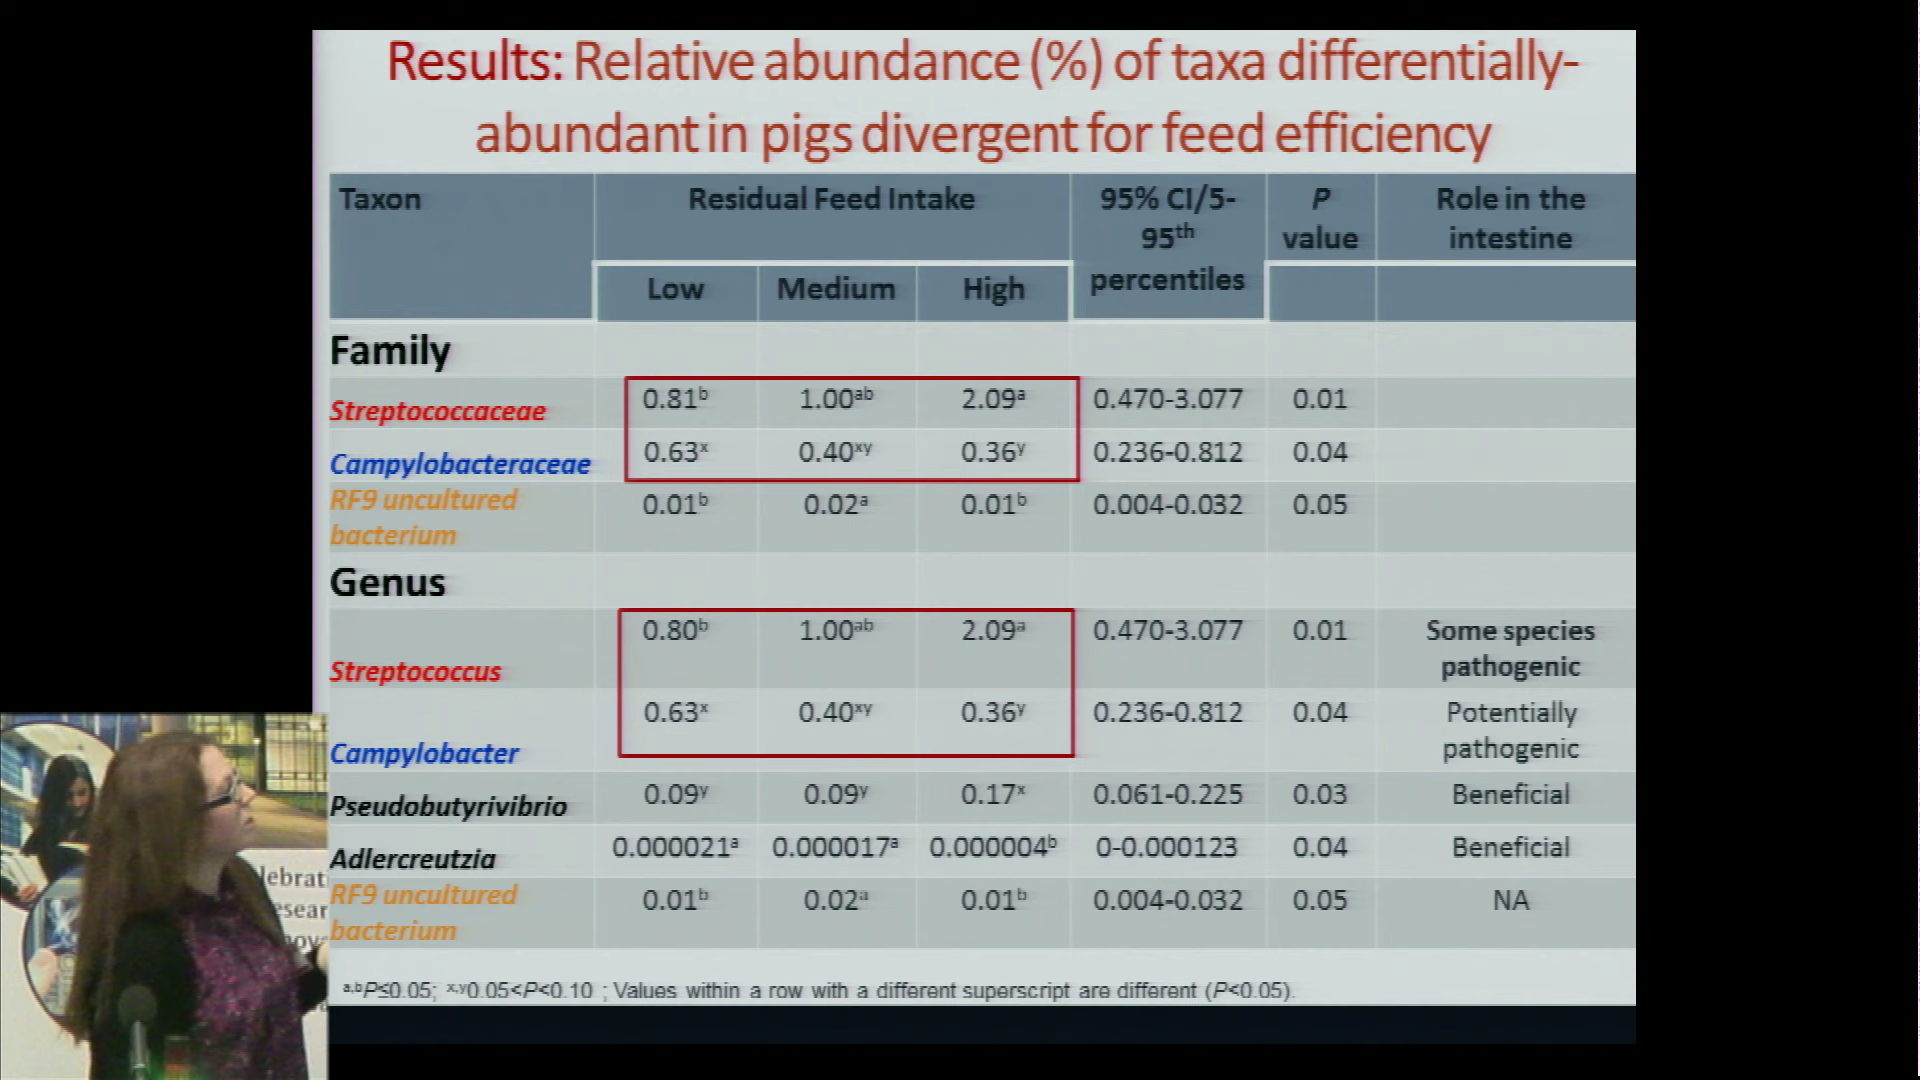 Results: Relative abundance (%) of taxa differentially-
abundant in pigs divergent for feed efficiency
Taxon Residual Feed Intake 95% CI/5- P Role in the
95th value intestine
Low Medium High percentiles
Family
Streptococcaceae 0.81b 1.00ab 2.09a 0.470-3.077 0.01
Campylobacteraceae 0.63x 0.40xy 0.36y 0.236-0.812 0.04
RF9 uncultured 0.01b 0.02a 0.01b 0.004-0.032 0.05
bacterium
Genus
0.80b 1.00ab 2.09a 0.470-3.077 0.01 Some species
Streptococcus pathogenic
0.63x 0.40xy 0.36y 0.236-0.812 0.04 Potentially
Campylobacter pathogenic
Pseudobutyrivibrio 0.09y 0.09y 0.17x 0.061-0.225 0.03 Beneficial
Adlercreutzia 0.000021a 0.000017a 0.000004b 0-0.000123 0.04 Beneficial
RF9 uncultured 0.01b 0.02a 0.01b 0.004-0.032 0.05 NA
bacterium
a,bP≤0.05; x,y0.05<P<0.10 ; Values within a row with a different superscript are different (P<0.05).